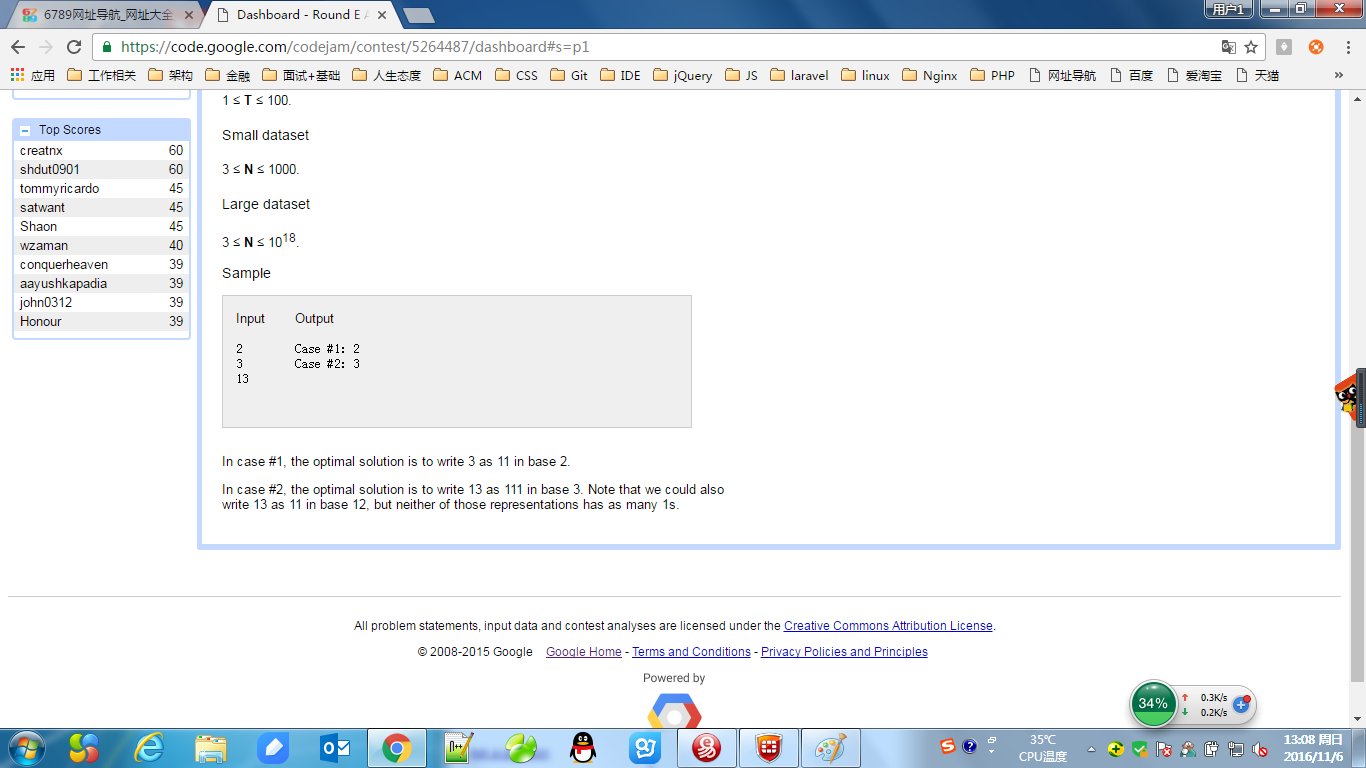 6789网址导航_网址大全
Dashboard - Round E A
用户1
https://code.google.com/codejam/contest/5264487/dashboard#s=p1
应用 工作相关 架构 金融 面试+基础 人生态度 ACM CSS Git IDE jQuery JS laravel linux Nginx PHP 网址导航 百度 爱淘宝 天猫 »
Top Scores
creatnx 60
shdut0901 60
tommyricardo 45
satwant 45
Shaon 45
wzaman 40
conquerheaven 39
aayushkapadia 39
john0312 39
Honour 39
1 ≤ T ≤ 100.
Small dataset
3 ≤ N ≤ 1000.
Large dataset
3 ≤ N ≤ 10^18.
Sample
Input Output
2 Case #1: 2
3 Case #2: 3
13
In case #1, the optimal solution is to write 3 as 11 in base 2.
In case #2, the optimal solution is to write 13 as 111 in base 3. Note that we could also
write 13 as 11 in base 12, but neither of those representations has as many 1s.
All problem statements, input data and contest analyses are licensed under the Creative Commons Attribution License.
© 2008-2015 Google Google Home - Terms and Conditions - Privacy Policies and Principles
Powered by
34% 0.3K/s
0.2K/s
35℃
CPU温度
13:08 周日
2016/11/6